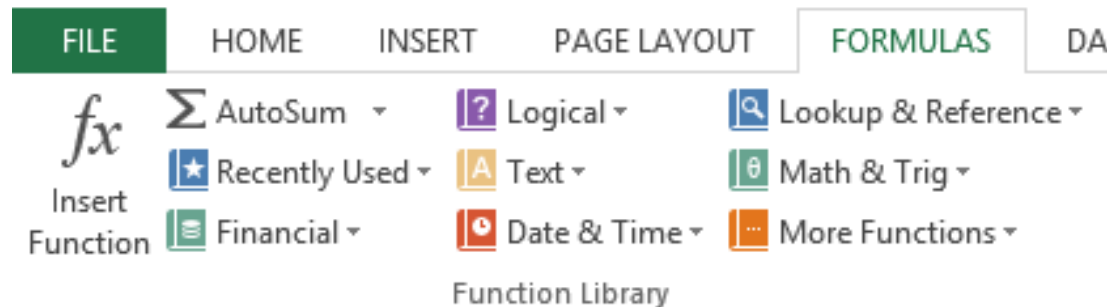 FILE HOME INSERT PAGE LAYOUT FORMULAS DA
fx Insert Function
Σ AutoSum
Recently Used
Financial
Logical
Text
Date & Time
Lookup & Reference
Math & Trig
More Functions
Function Library